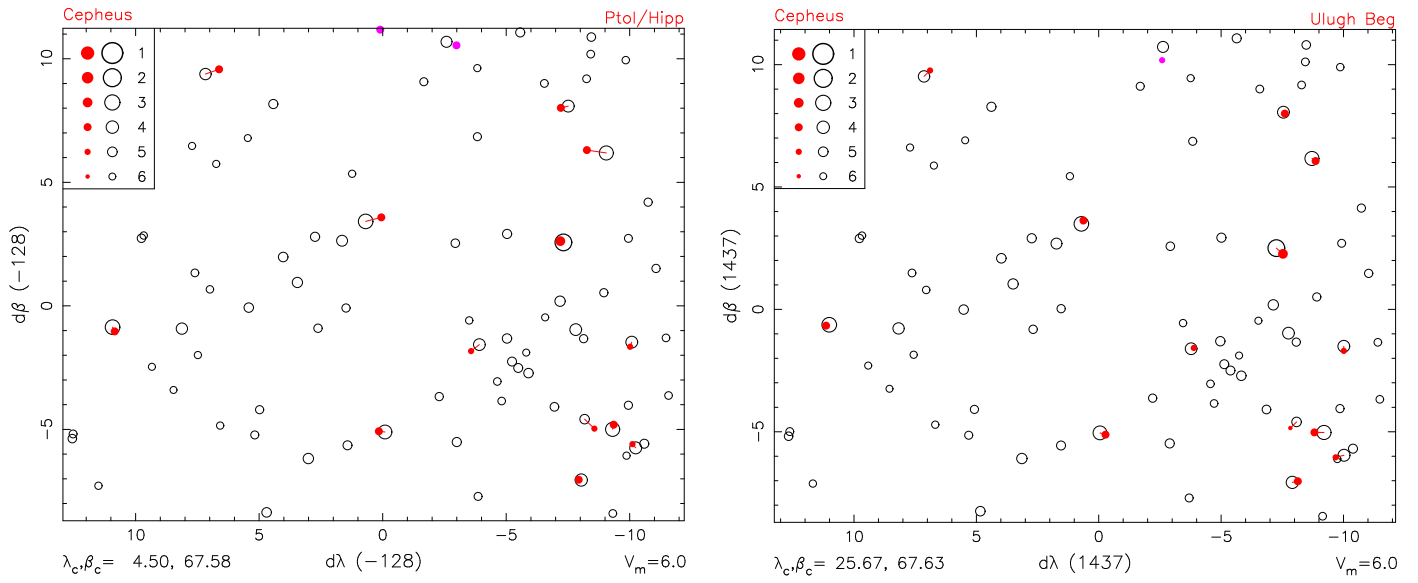 Cepheus Ptol/Hipp
1
2
3
4
5
6
10
5
0
−5
dβ (−128)
10 5 0 −5 −10
λc,βc= 4.50, 67.58 dλ (−128) Vm=6.0
Cepheus Ulugh Beg
1
2
3
4
5
6
10
5
0
−5
dβ (1437)
10 5 0 −5 −10
λc,βc= 25.67, 67.63 dλ (1437) Vm=6.0